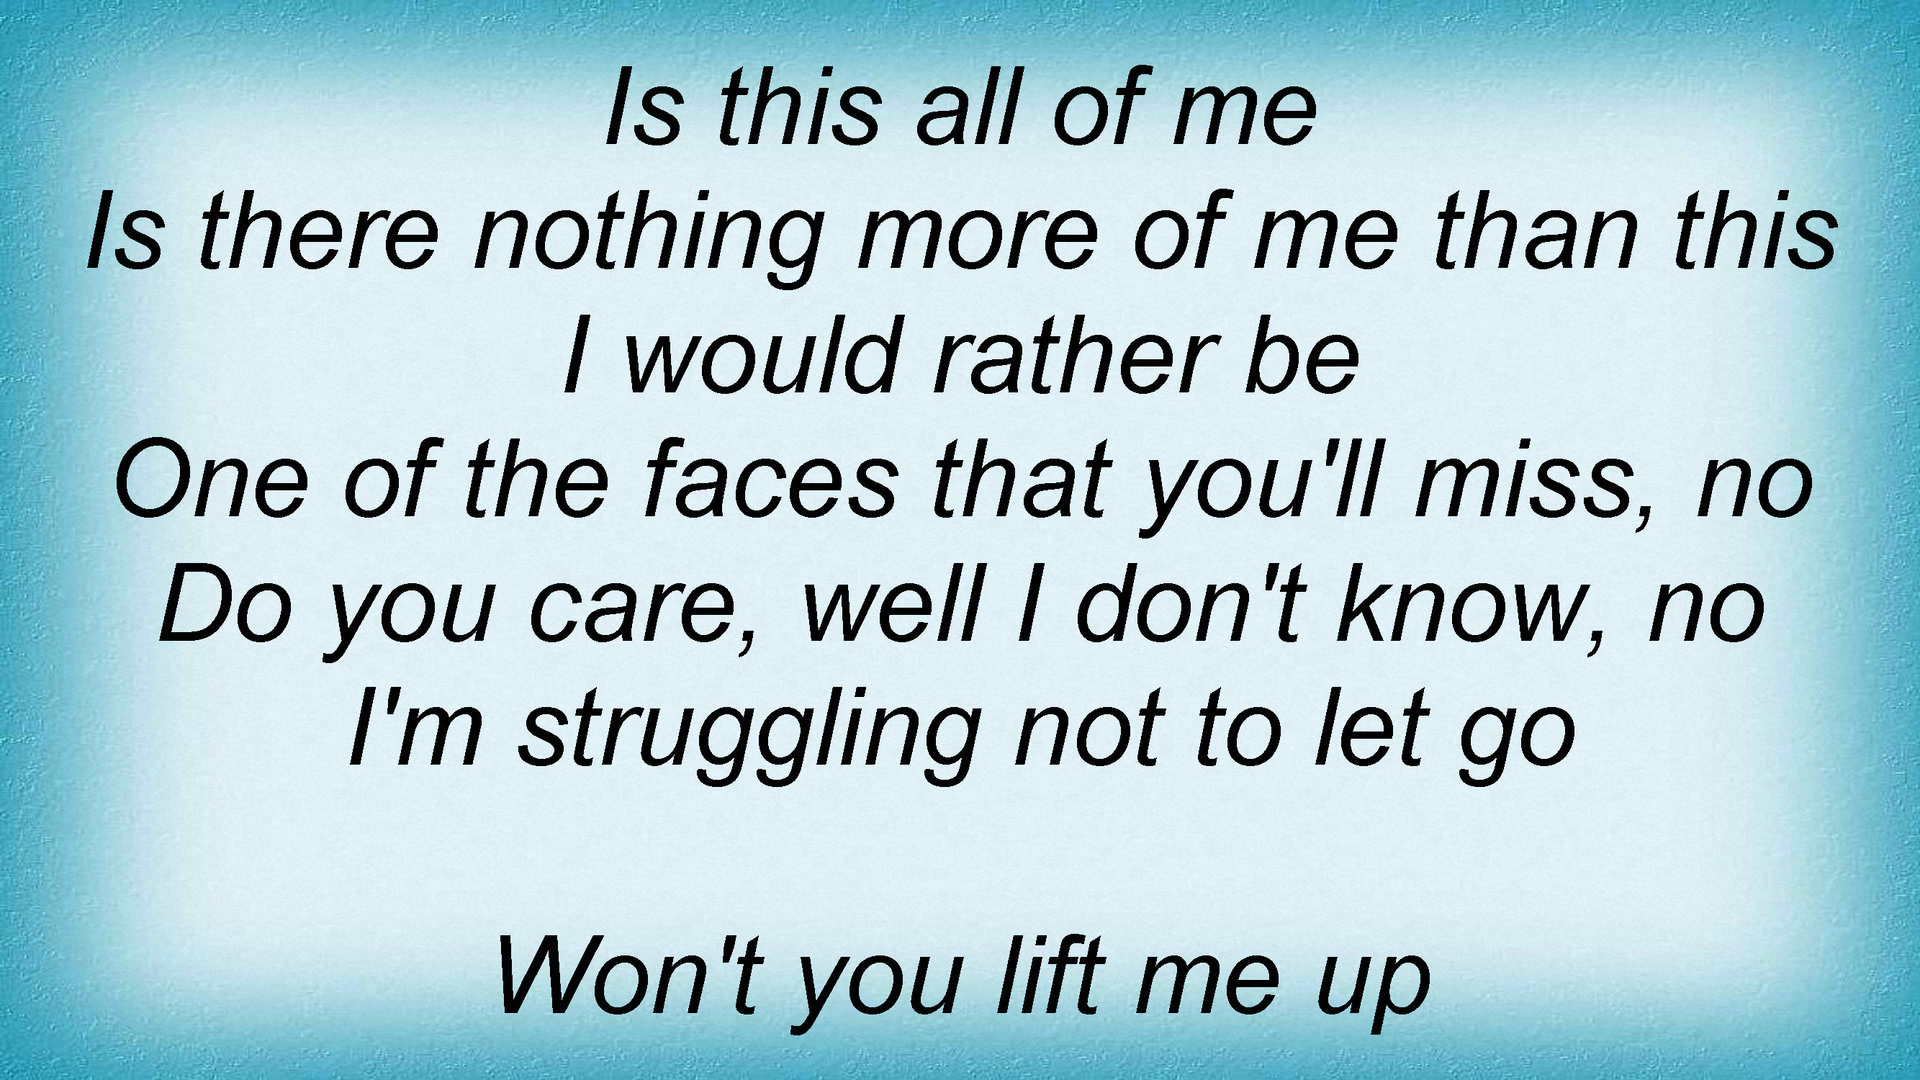 Is this all of me
Is there nothing more of me than this
I would rather be
One of the faces that you'll miss, no
Do you care, well I don't know, no
I'm struggling not to let go
Won't you lift me up